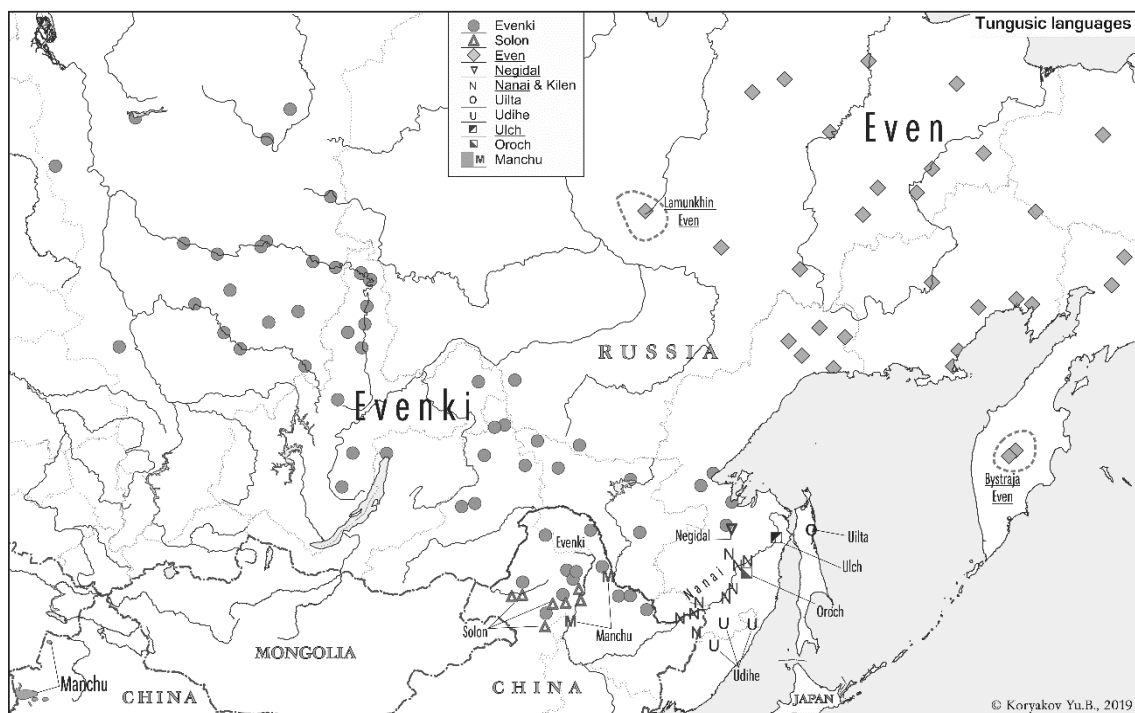 Tungusic languages
Evenki
Solon
Even
Negidal
N Nanai & Kilen
Uilta
U Udihe
Ulch
Oroch
M Manchu
Even
Lamunkhin
Even
RUSSIA
Evenki
Bystraja
Even
Negidal
Evenki
Uilta
Ulch
Nanai
Oroch
Solon
Manchu
Udihe
MONGOLIA
Manchu
CHINA
CHINA
JAPAN
© Koryakov Yu.B., 2019